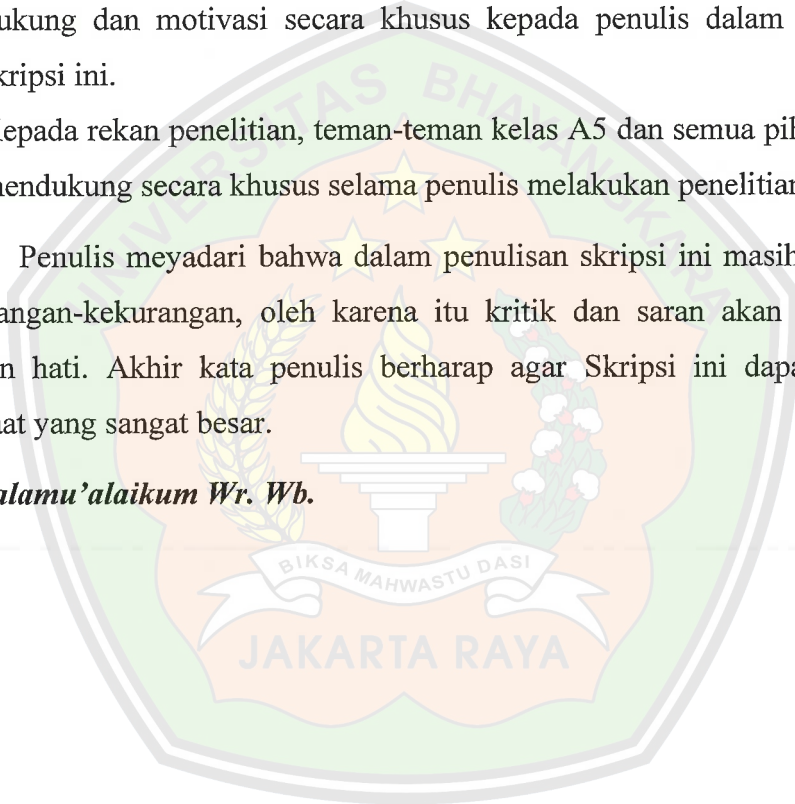 ukung dan motivasi secara khusus kepada penulis dalam
kripsi ini.
Kepada rekan penelitian, teman-teman kelas A5 dan semua pih
mendukung secara khusus selama penulis melakukan penelitian
Penulis meyadari bahwa dalam penulisan skripsi ini masih
angan-kekurangan, oleh karena itu kritik dan saran akan
n hati. Akhir kata penulis berharap agar Skripsi ini dapa
at yang sangat besar.
alamu'alaikum Wr. Wb.
UNIVERSITAS BHAYANGKARA
BIKSA MAHWASTU DASI
JAKARTA RAYA